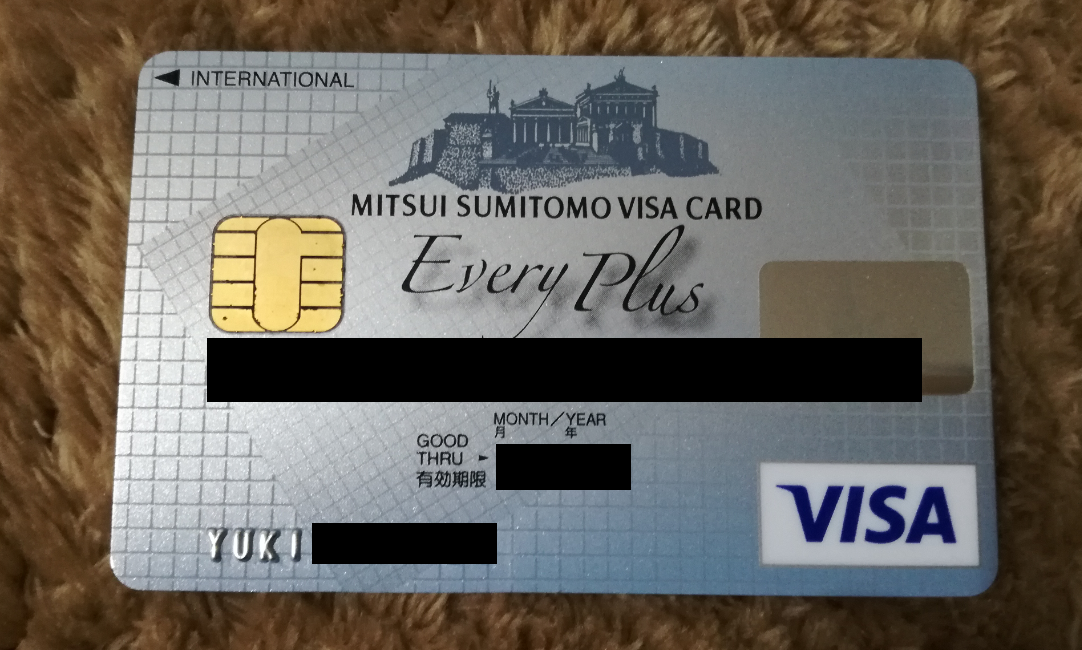 ◀ INTERNATIONAL
MITSUI SUMITOMO VISA CARD
Every Plus
MONTH/YEAR
月 年
GOOD
THRU ►
有効期限
YUKI
VISA